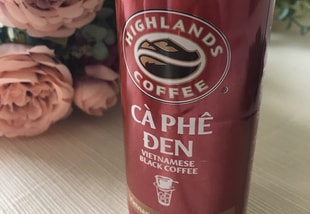 HIGHLANDS
COFFEE
CÀ PHÊ
ĐEN
VIETNAMESE
BLACK COFFEE